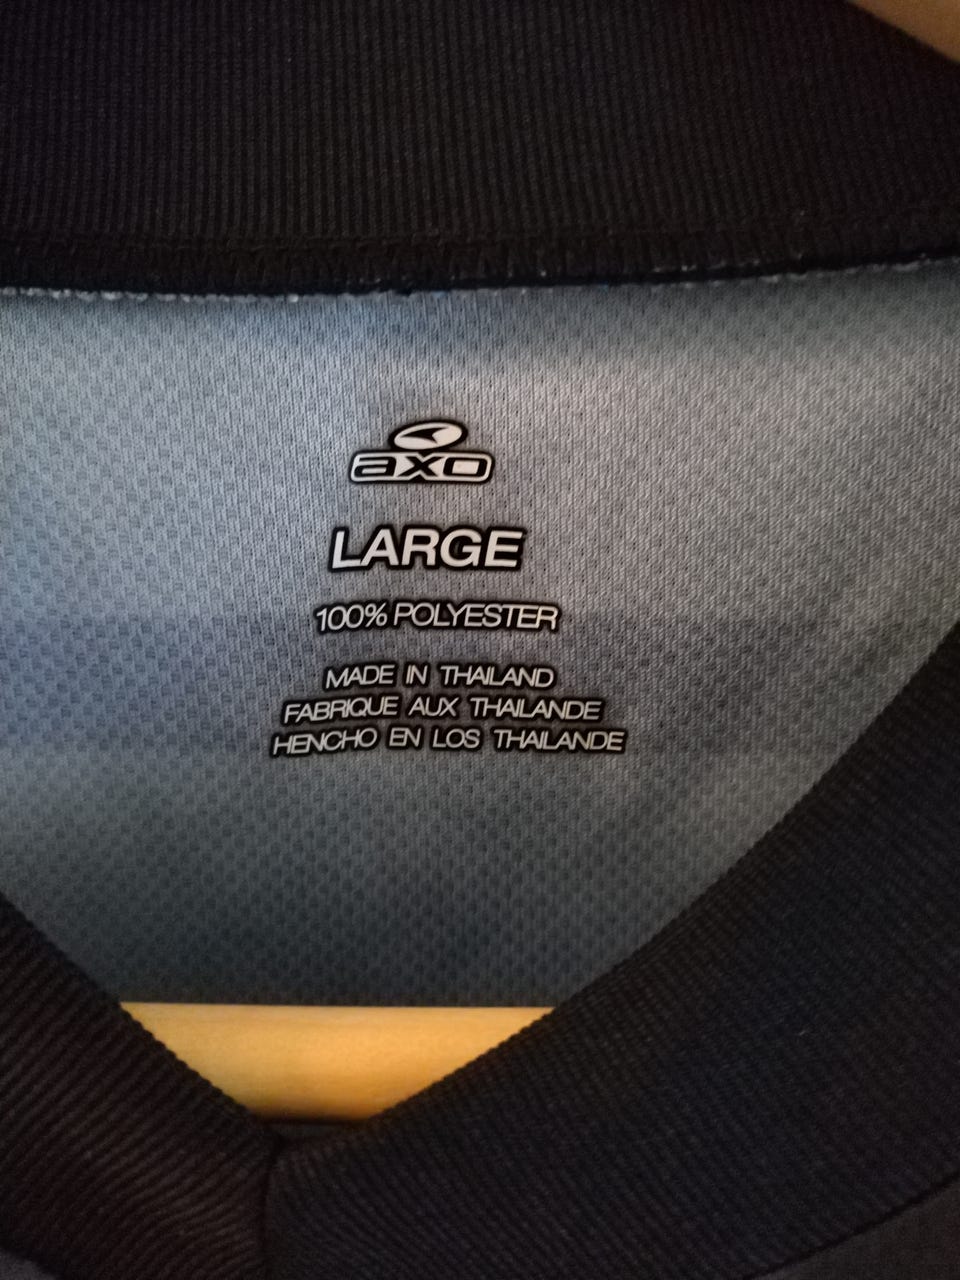 axo
LARGE
100% POLYESTER
MADE IN THAILAND
FABRIQUE AUX THAILANDE
HENCHO EN LOS THAILANDE